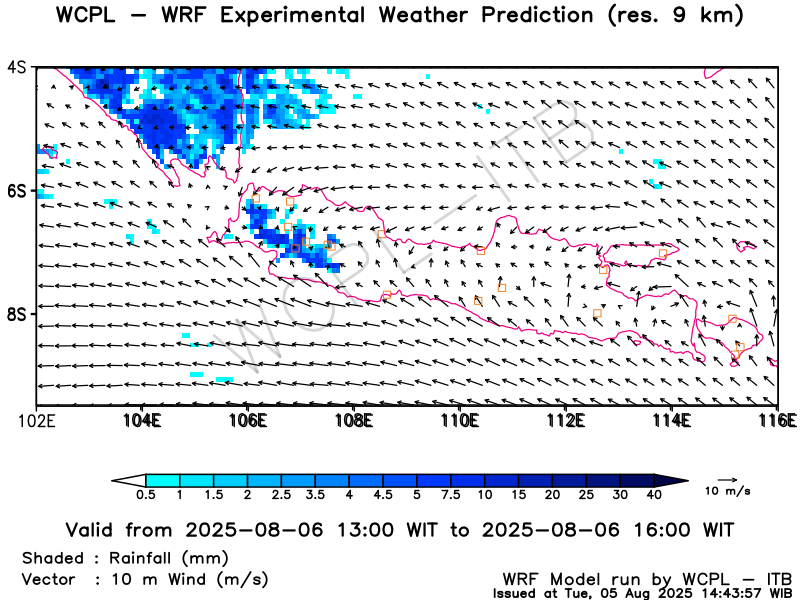 WCPL – WRF Experimental Weather Prediction (res. 9 km)
WCPL–ITB
4S
6S
8S
102E 104E 106E 108E 110E 112E 114E 116E
0.5 1 1.5 2 2.5 3.5 4 4.5 5 7.5 10 15 20 25 30 40
10 m/s
Valid from 2025–08–06 13:00 WIT to 2025–08–06 16:00 WIT
Shaded : Rainfall (mm)
Vector : 10 m Wind (m/s)
WRF Model run by WCPL – ITB
Issued at Tue, 05 Aug 2025 14:43:57 WIB